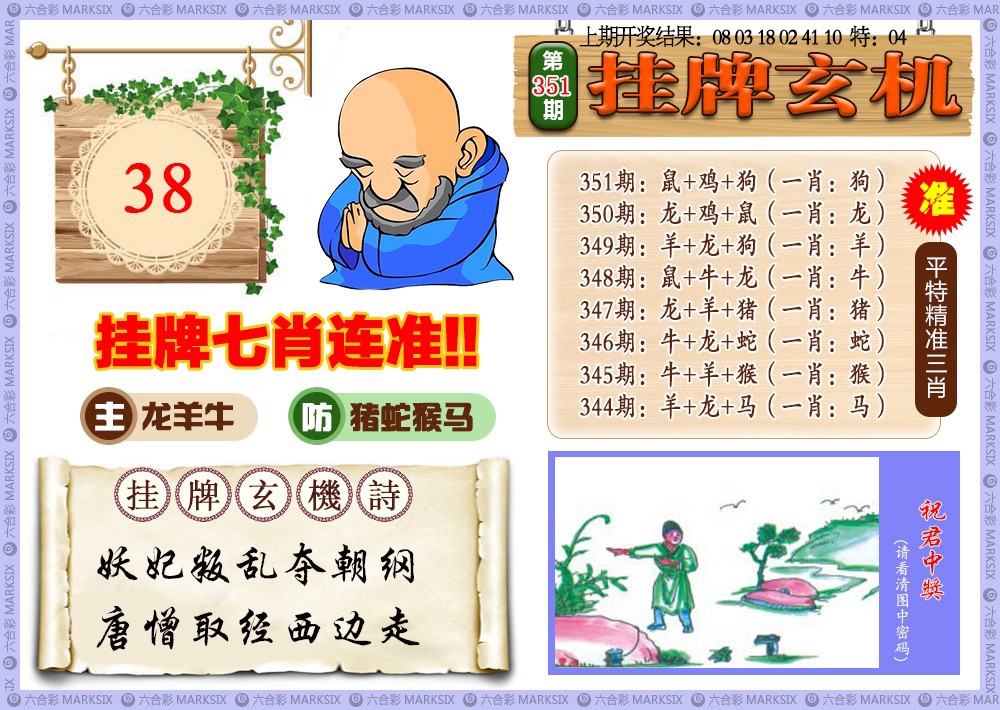 六合彩 MARKSIX
上期开奖结果：08 03 18 02 41 10 特：04
第
351
期
挂牌玄机
38
351期：鼠+鸡+狗（一肖：狗）
350期：龙+鸡+鼠（一肖：龙）
349期：羊+龙+狗（一肖：羊）
348期：鼠+牛+龙（一肖：牛）
347期：龙+羊+猪（一肖：猪）
346期：牛+龙+蛇（一肖：蛇）
345期：牛+羊+猴（一肖：猴）
344期：羊+龙+马（一肖：马）
准
平特精准三肖
挂牌七肖连准!!
主 龙羊牛
防 猪蛇猴马
挂牌玄機詩
妖妃叛乱夺朝纲
唐憎取经西边走
祝君中奖
（请看清图中密码）